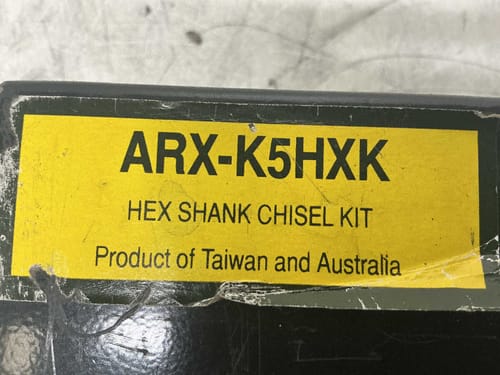 ARX-K5HXK
HEX SHANK CHISEL KIT
Product of Taiwan and Australia